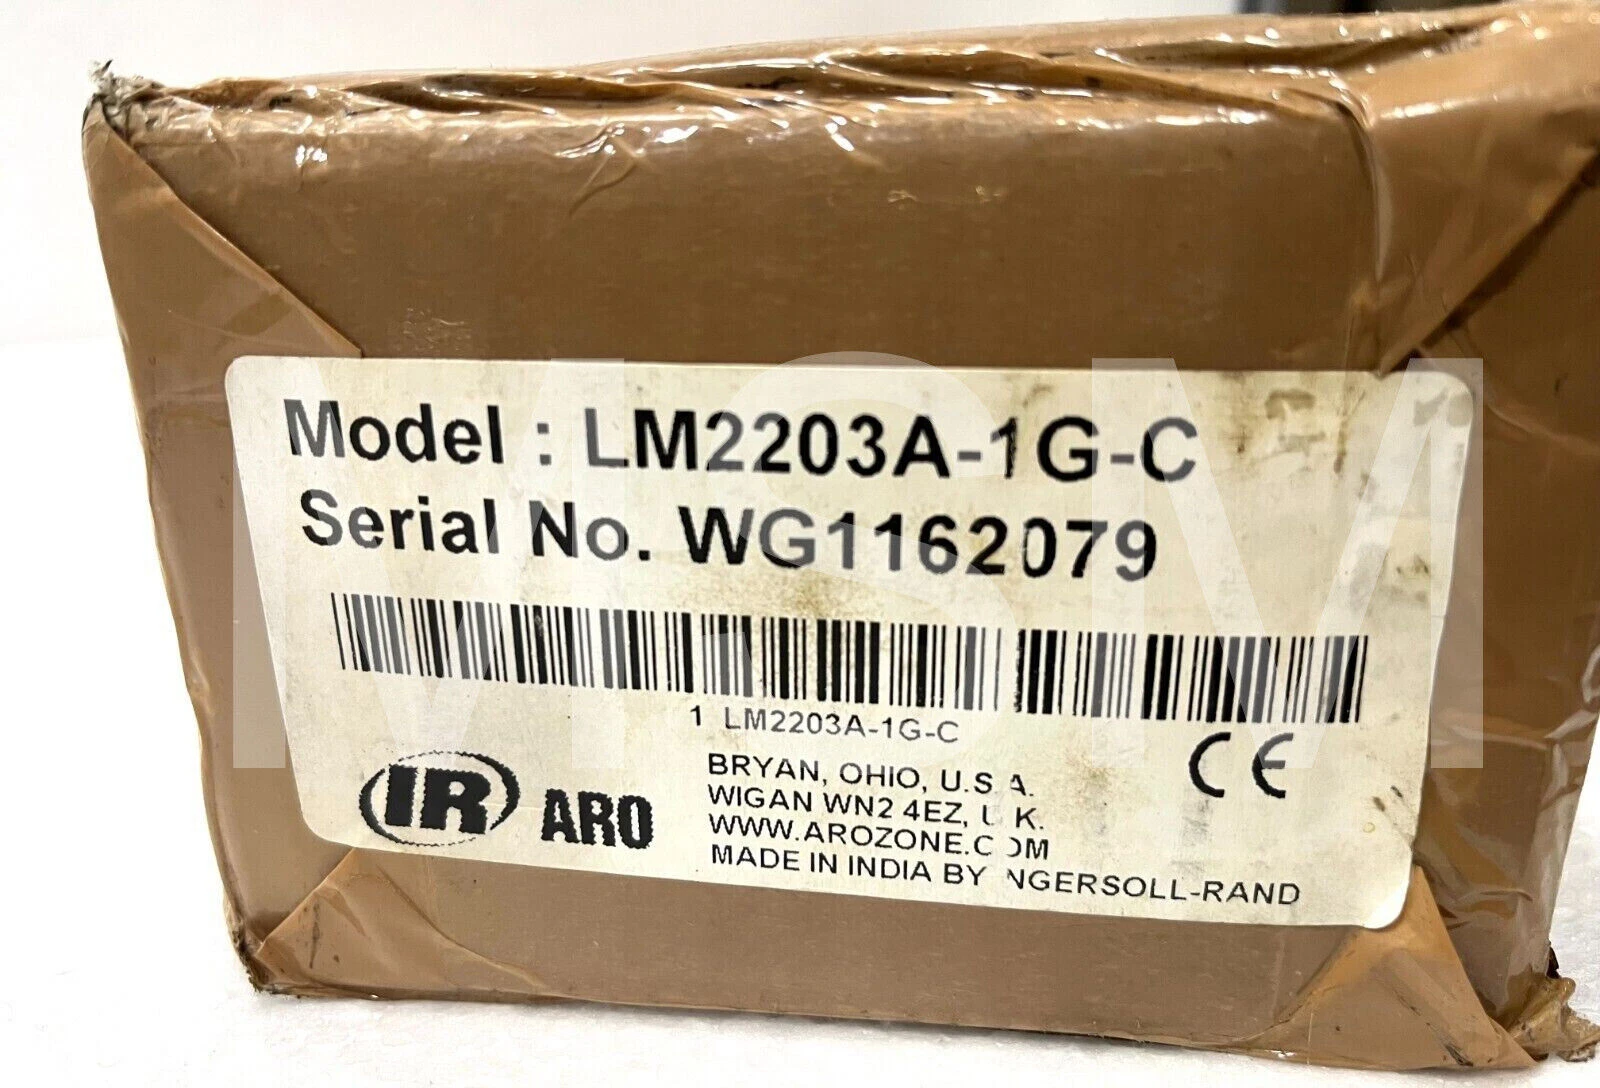 Model : LM2203A-1G-C
Serial No. WG1162079
1 LM2203A-1G-C
CE
IR ARO
BRYAN, OHIO, U.S.A.
WIGAN WN2 4EZ, U.K.
WWW.AROZONE.COM
MADE IN INDIA BY INGERSOLL-RAND
M.S.M